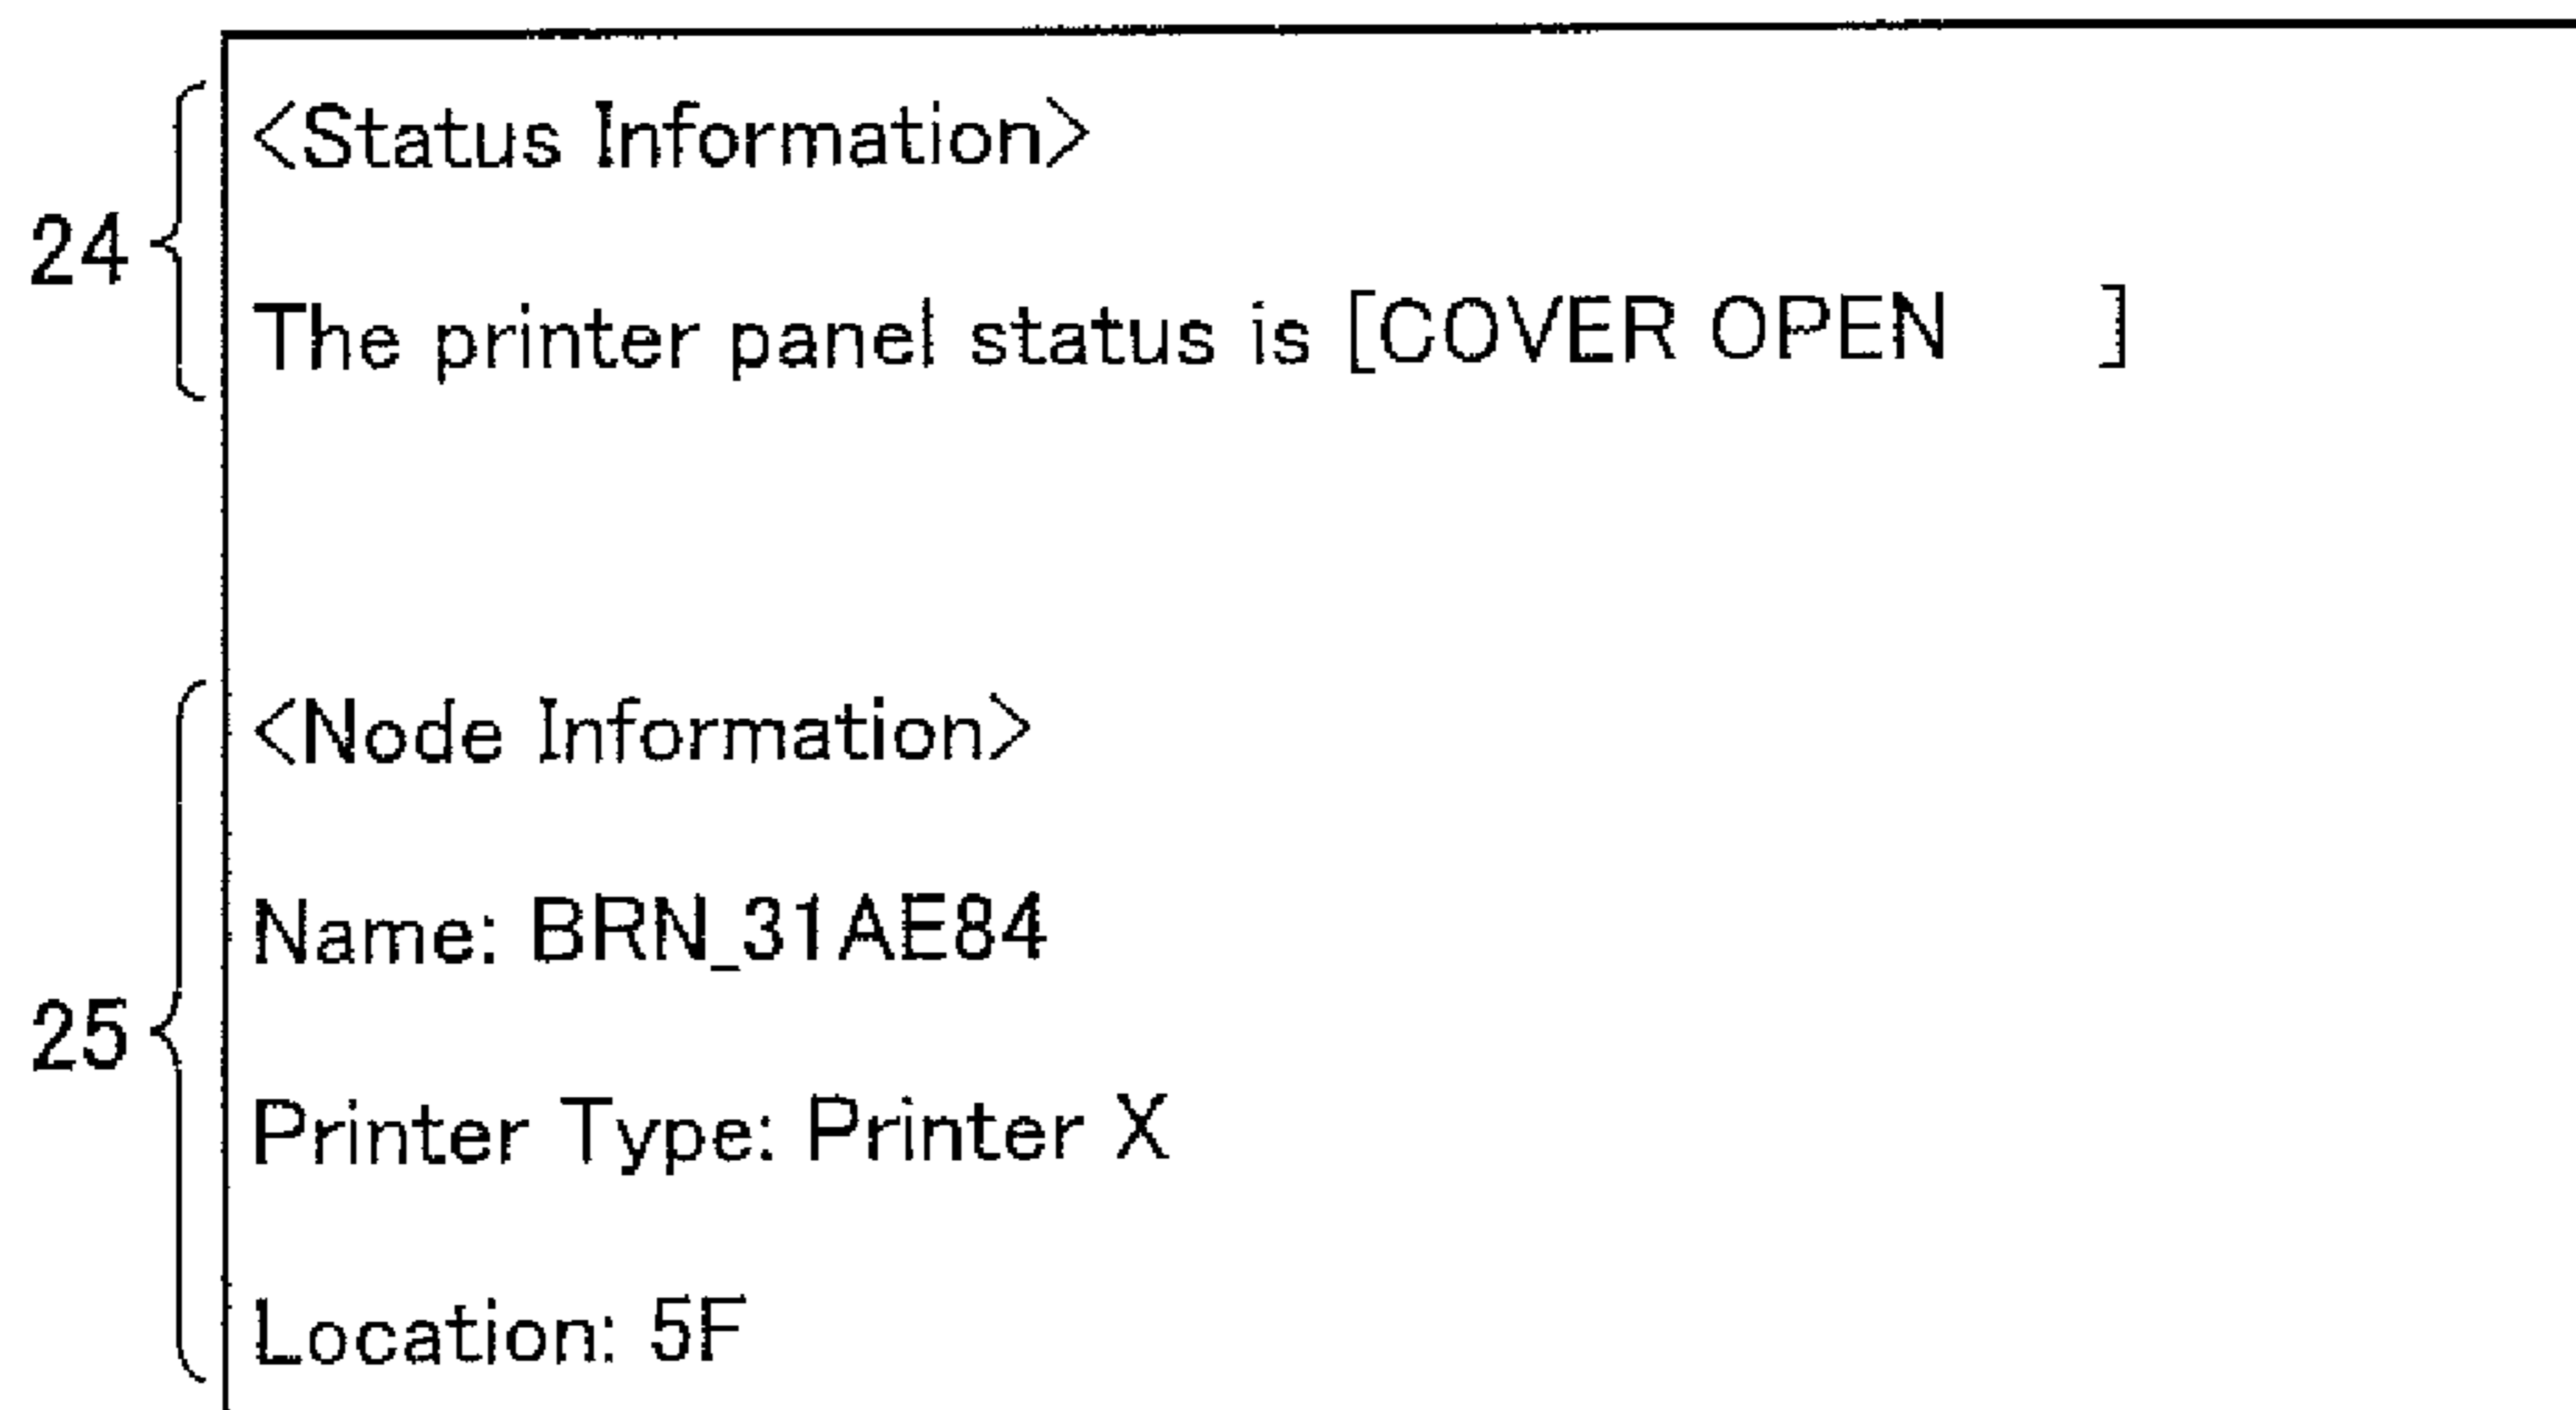 24
<Status Information>
The printer panel status is [COVER OPEN     ]
25
<Node Information>
Name: BRN_31AE84
Printer Type: Printer X
Location: 5F